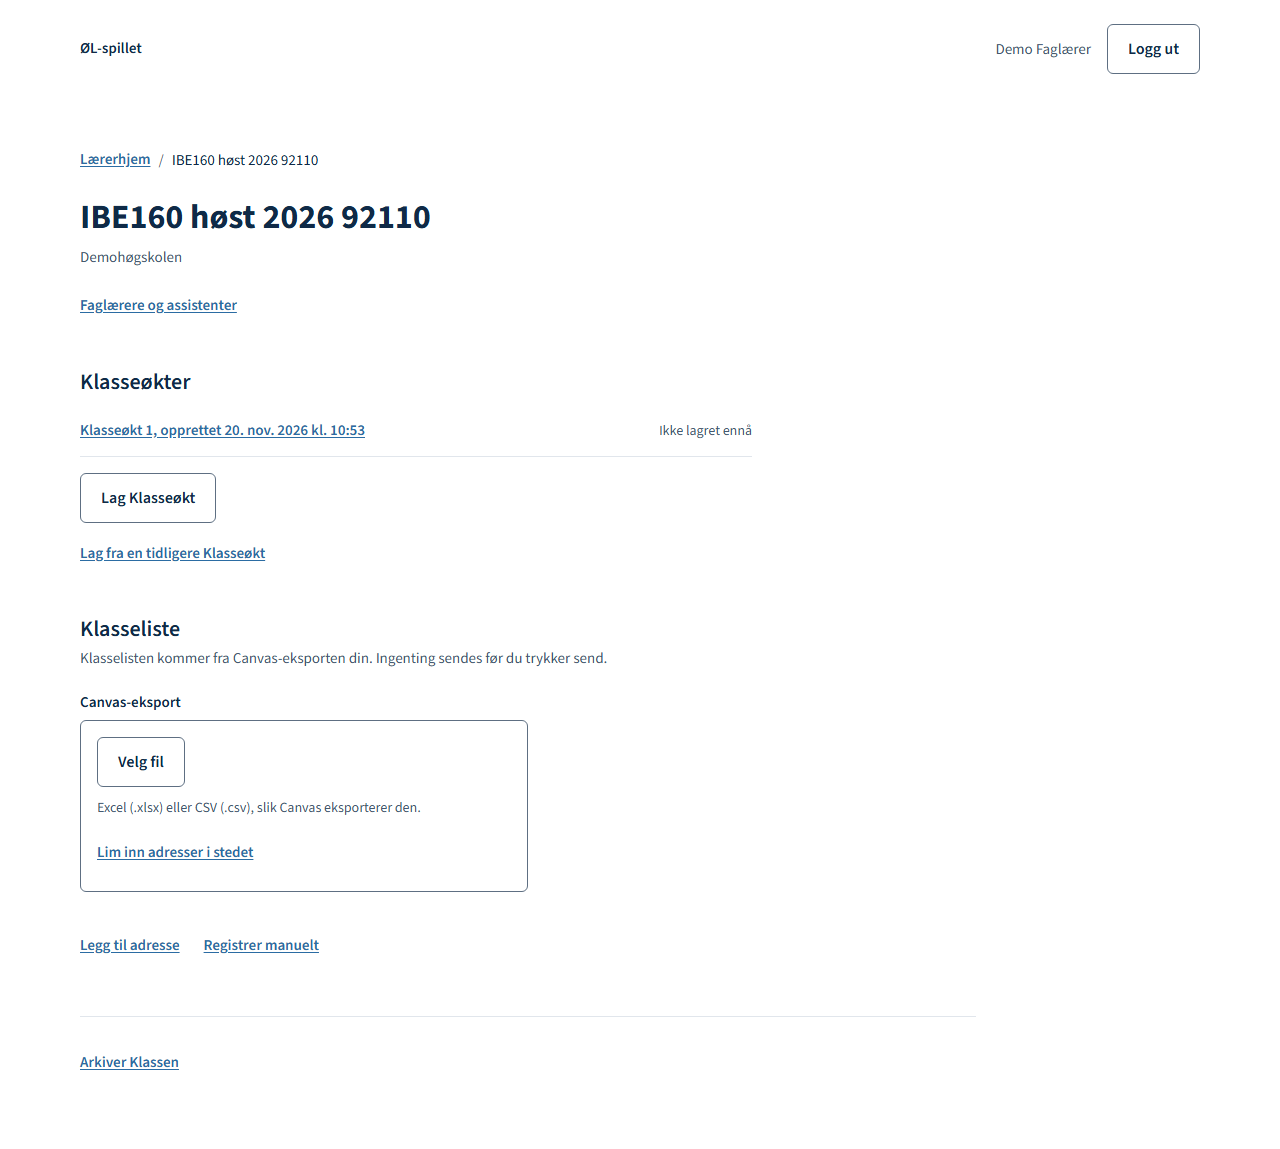 ØL-spillet
Demo Faglærer
Logg ut
Lærerhjem / IBE160 høst 2026 92110
IBE160 høst 2026 92110
Demohøgskolen
Faglærere og assistenter
Klasseøkter
Klasseøkt 1, opprettet 20. nov. 2026 kl. 10:53
Ikke lagret ennå
Lag Klasseøkt
Lag fra en tidligere Klasseøkt
Klasseliste
Klasselisten kommer fra Canvas-eksporten din. Ingenting sendes før du trykker send.
Canvas-eksport
Velg fil
Excel (.xlsx) eller CSV (.csv), slik Canvas eksporterer den.
Lim inn adresser i stedet
Legg til adresse
Registrer manuelt
Arkiver Klassen